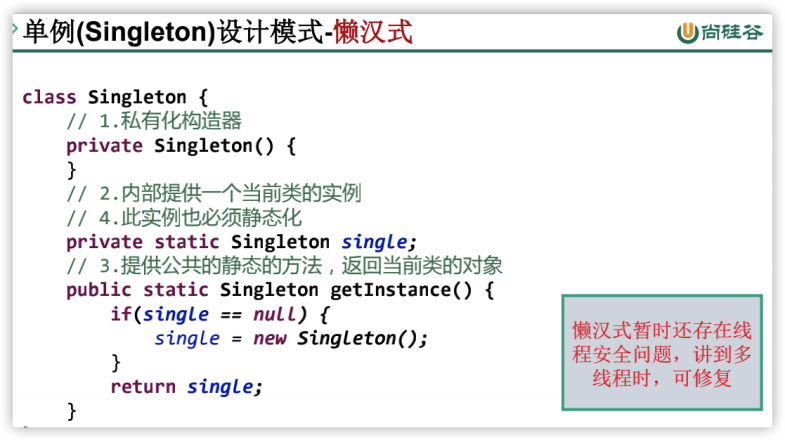 单例(Singleton)设计模式-懒汉式
尚硅谷
class Singleton {
// 1.私有化构造器
private Singleton() {
}
// 2.内部提供一个当前类的实例
// 4.此实例也必须静态化
private static Singleton single;
// 3.提供公共的静态的方法，返回当前类的对象
public static Singleton getInstance() {
if(single == null) {
single = new Singleton();
}
return single;
}
懒汉式暂时还存在线
程安全问题，讲到多
线程时，可修复